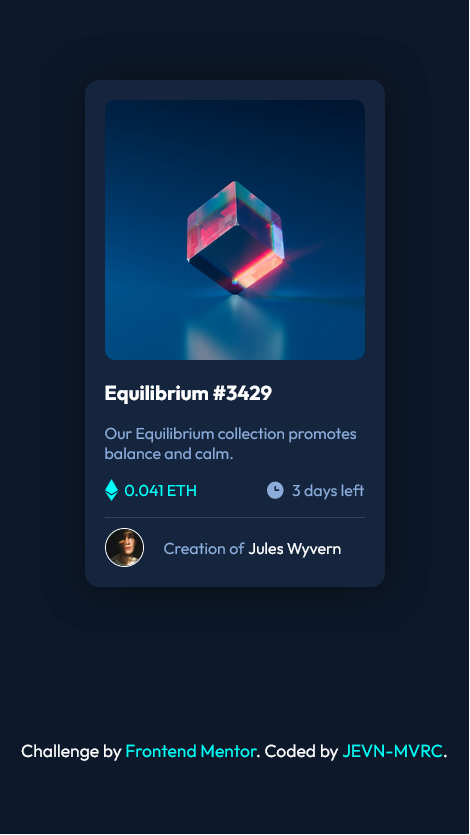 Equilibrium #3429
Our Equilibrium collection promotes
balance and calm.
0.041 ETH 3 days left
Creation of Jules Wyvern
Challenge by Frontend Mentor. Coded by JEVN-MVRC.